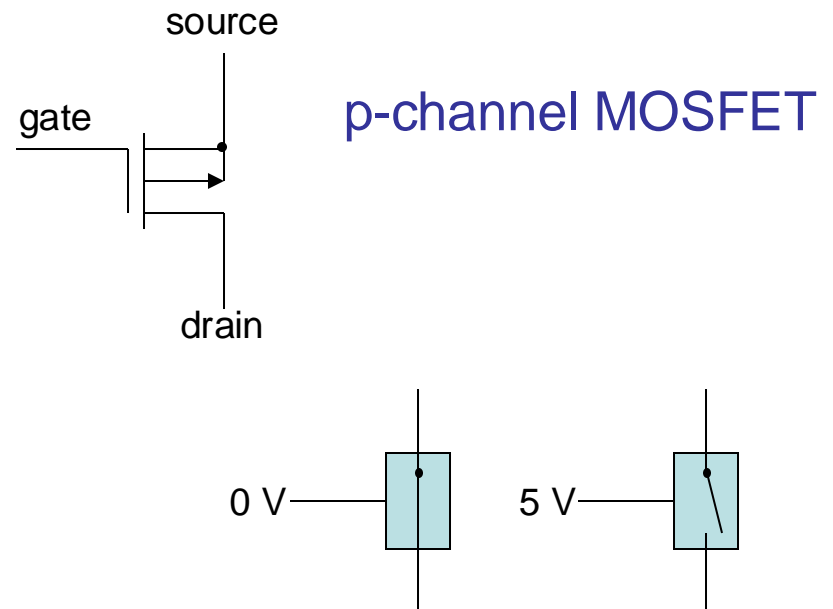 source
gate
p-channel MOSFET
drain
0 V
5 V